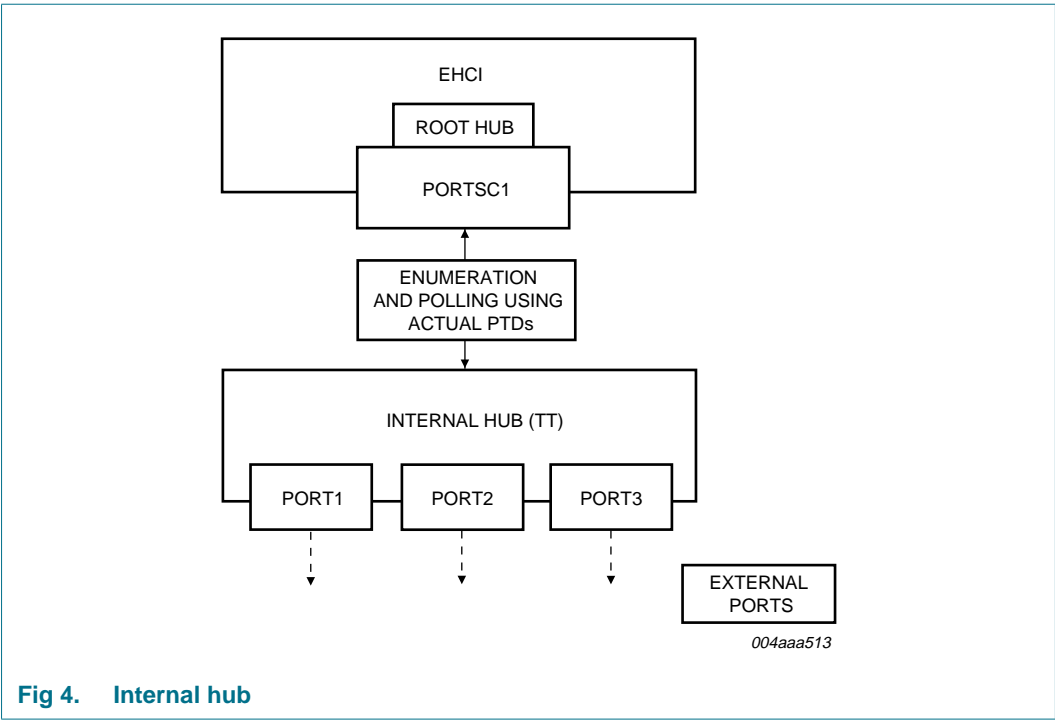 EHCI
ROOT HUB
PORTSC1
ENUMERATION
AND POLLING USING
ACTUAL PTDs
INTERNAL HUB (TT)
PORT1 PORT2 PORT3
EXTERNAL
PORTS
004aaa513
Fig 4. Internal hub